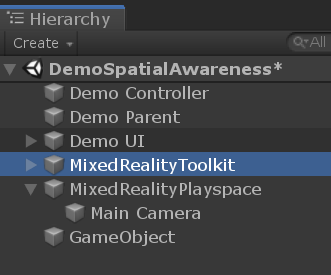 Hierarchy
Create All
DemoSpatialAwareness*
Demo Controller
Demo Parent
Demo UI
MixedRealityToolkit
MixedRealityPlayspace
Main Camera
GameObject